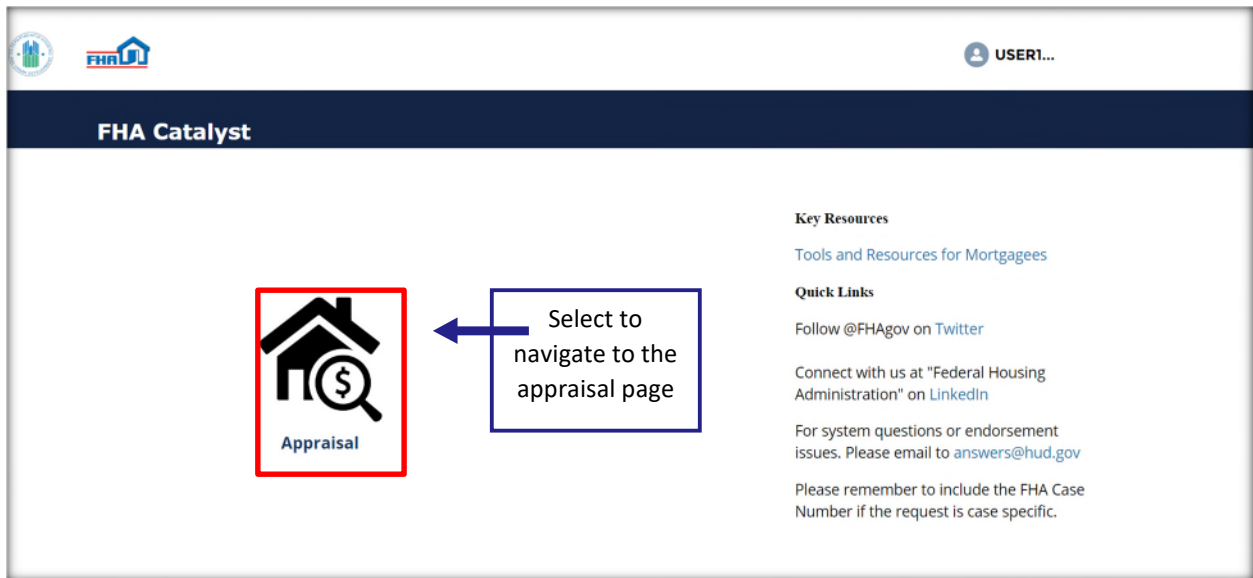 FHA
USER1...
FHA Catalyst
Key Resources
Tools and Resources for Mortgagees
Quick Links
Follow @FHAgov on Twitter
Connect with us at "Federal Housing
Administration" on LinkedIn
For system questions or endorsement
issues. Please email to answers@hud.gov
Please remember to include the FHA Case
Number if the request is case specific.
$
Appraisal
Select to
navigate to the
appraisal page